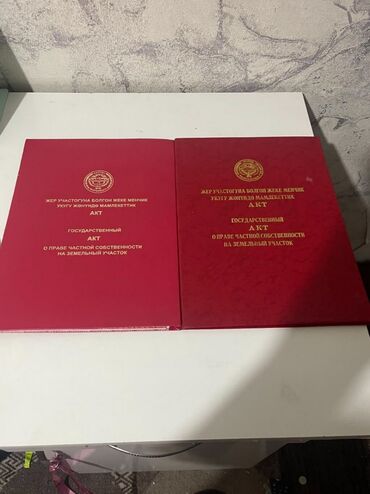 ЖЕР УЧАСТОГУНА БОЛГОН ЖЕКЕ МЕНЧИК
УКУГУ ЖӨНҮНДӨ МАМЛЕКЕТТИК
АКТ
ГОСУДАРСТВЕННЫЙ
АКТ
О ПРАВЕ ЧАСТНОЙ СОБСТВЕННОСТИ
НА ЗЕМЕЛЬНЫЙ УЧАСТОК
ЖЕР УЧАСТОГУНА БОЛГОН ЖЕКЕ МЕНЧИК
УКУГУ ЖӨНҮНДӨ МАМЛЕКЕТТИК
АКТ
ГОСУДАРСТВЕННЫЙ
АКТ
О ПРАВЕ ЧАСТНОЙ СОБСТВЕННОСТИ
НА ЗЕМЕЛЬНЫЙ УЧАСТОК